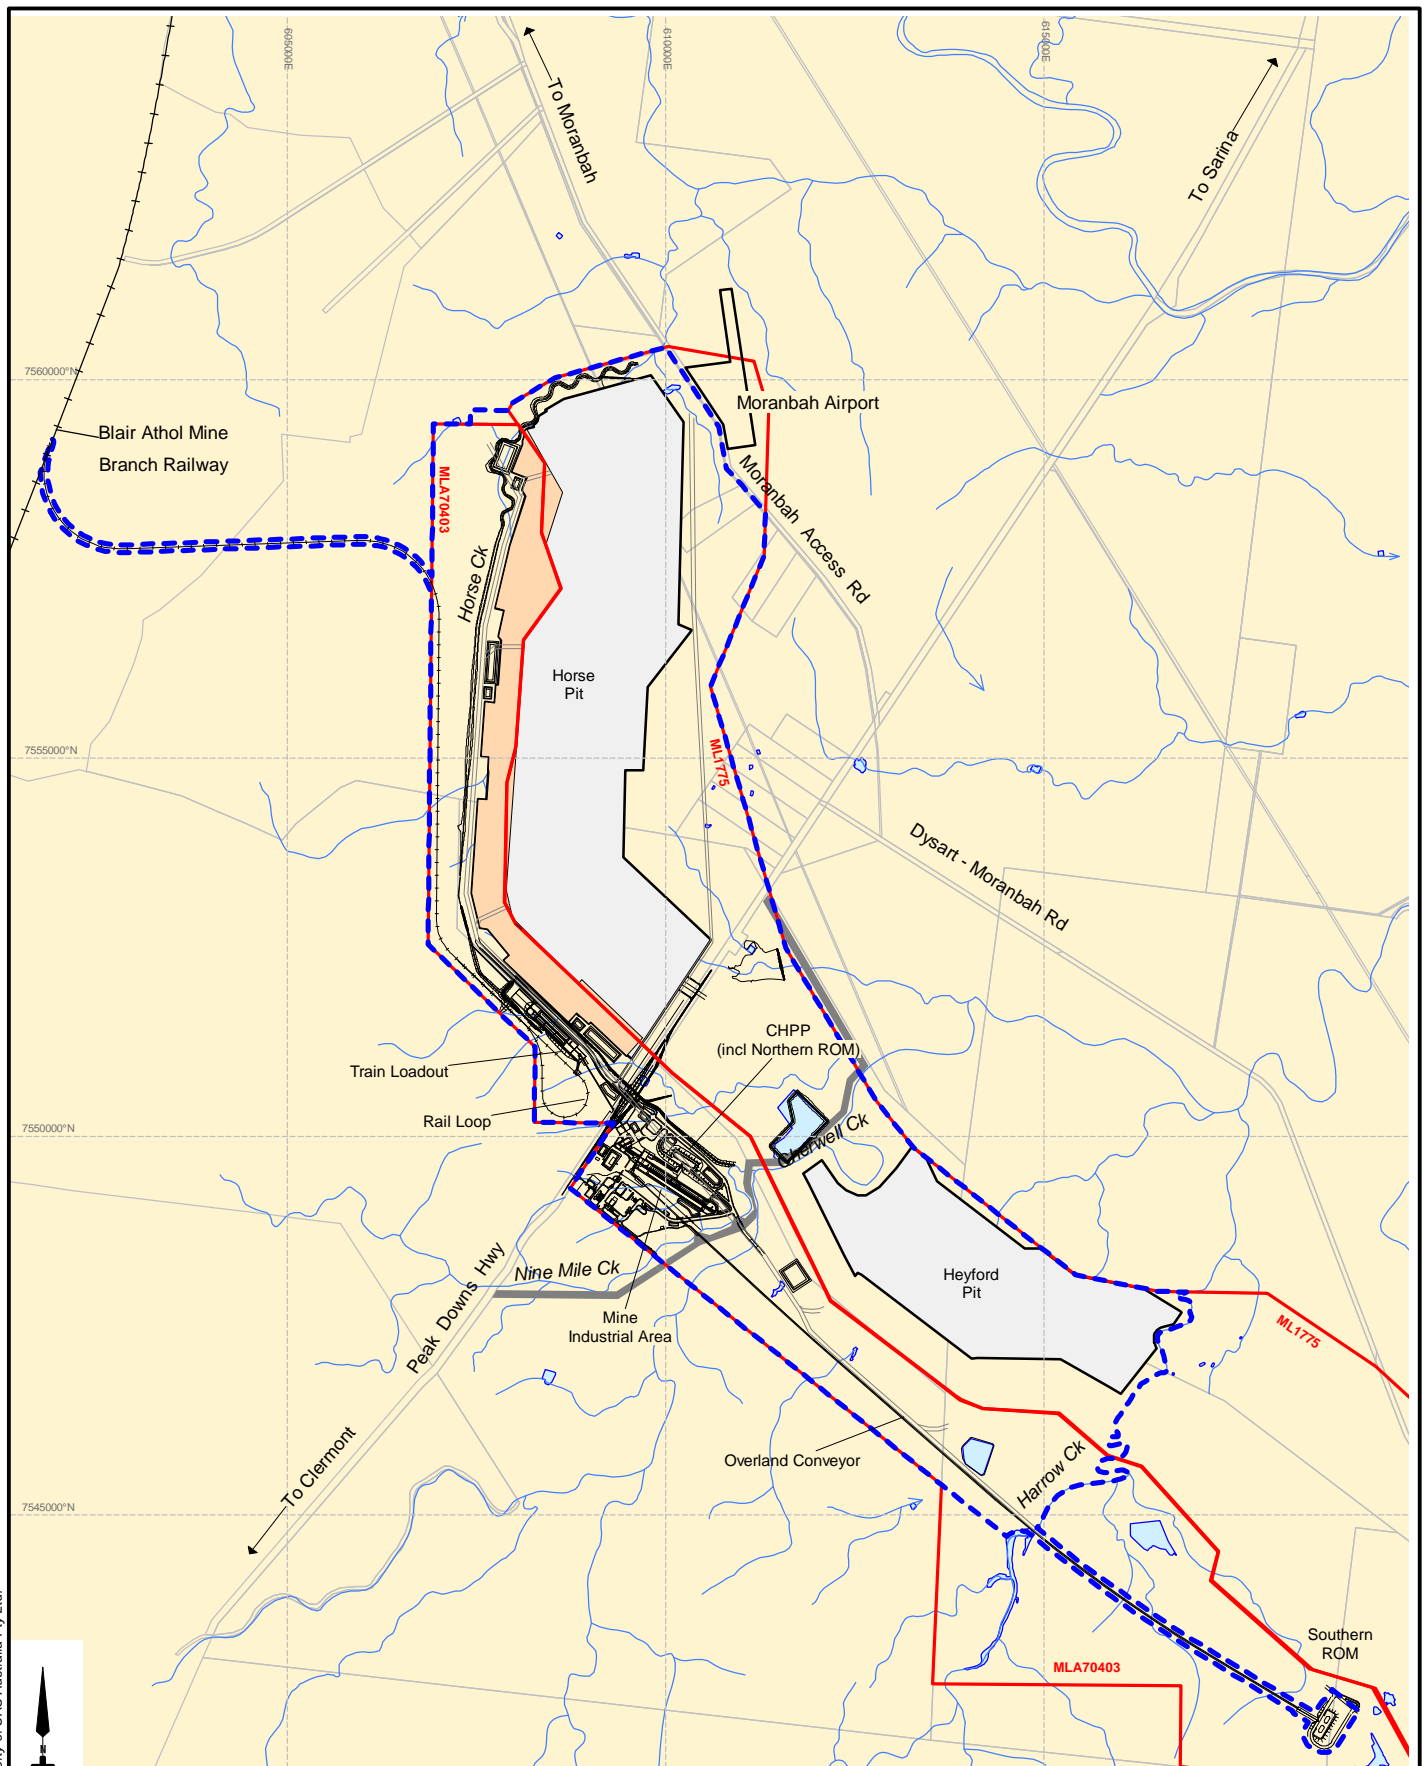 605000E
610000E
615000E
To Moranbah
To Sarina
7560000°N
Moranbah Airport
Blair Athol Mine
Branch Railway
MLA70403
Moranbah Access Rd
Horse Ck
Horse
Pit
7555000°N
ML1775
Dysart - Moranbah Rd
CHPP
(incl Northern ROM)
Train Loadout
Rail Loop
7550000°N
Cherwell Ck
Nine Mile Ck
Heyford
Pit
Peak Downs Hwy
Mine
Industrial Area
ML1775
To Clermont
Overland Conveyor
Harrow Ck
7545000°N
Southern
ROM
MLA70403
N